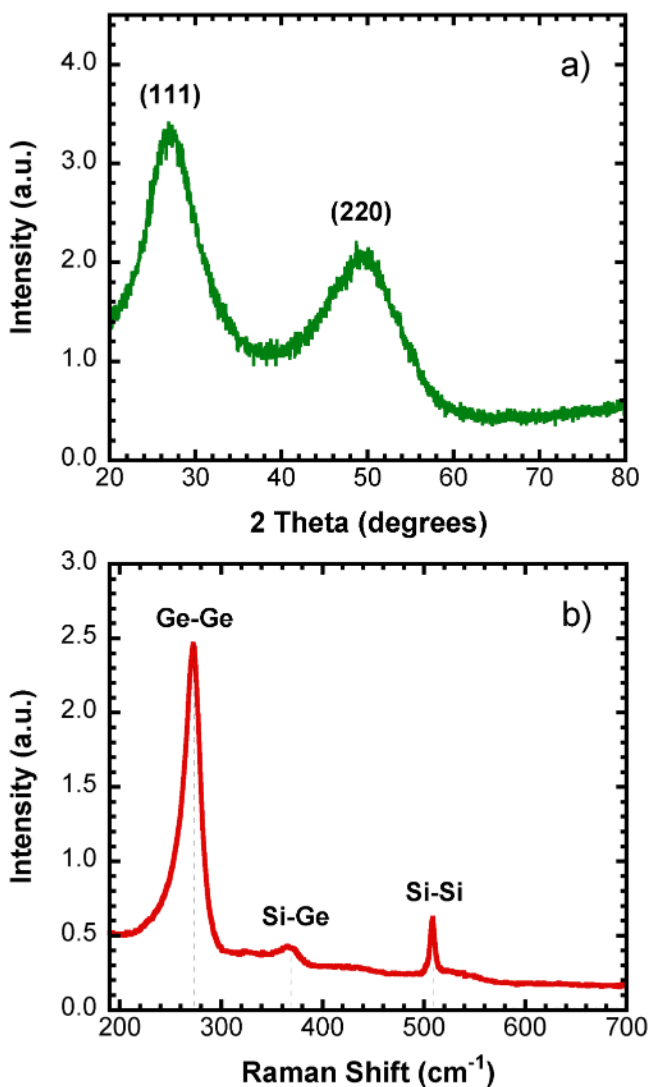 a)
4.0
(111)
3.0
(220)
2.0
1.0
0.0
Intensity (a.u.)
20 30 40 50 60 70 80
2 Theta (degrees)
3.0
b)
Ge-Ge
2.5
2.0
1.5
1.0
Si-Ge
Si-Si
0.5
0.0
Intensity (a.u.)
200 300 400 500 600 700
Raman Shift (cm⁻¹)